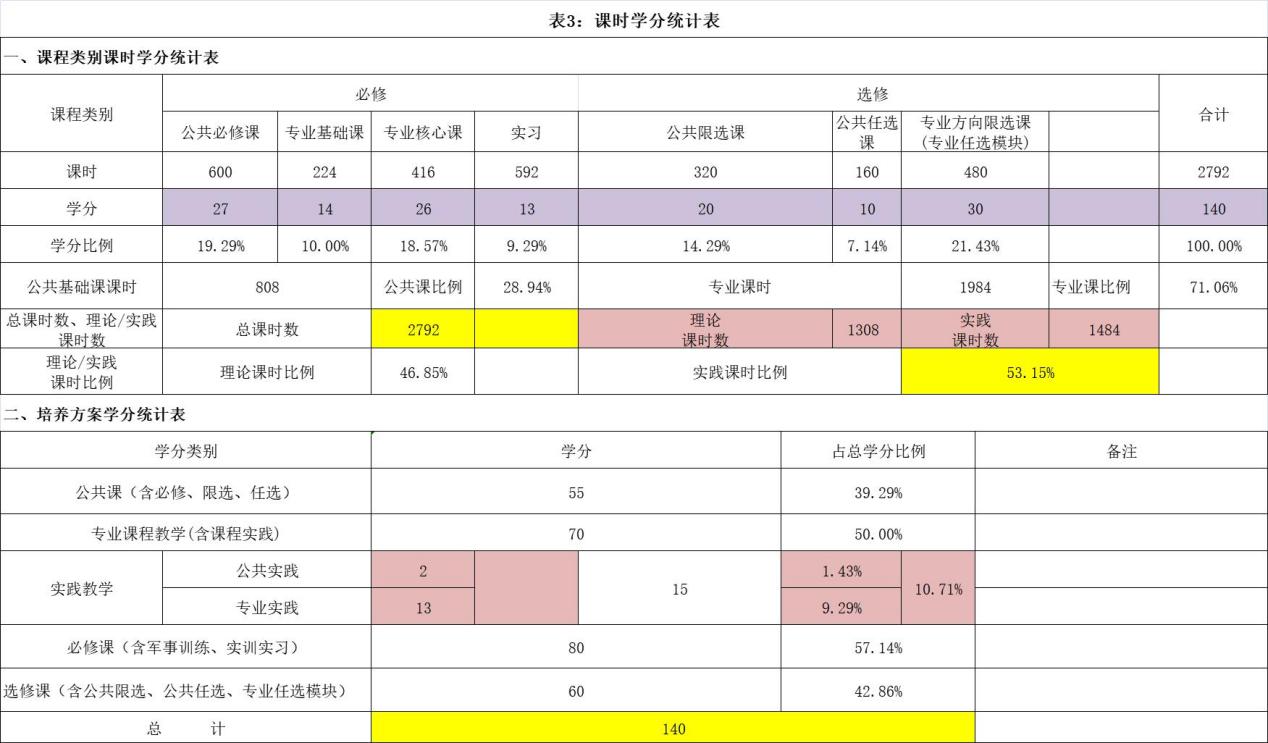 表3：课时学分统计表
一、课程类别课时学分统计表
课程类别
必修
选修
合计
公共必修课
专业基础课
专业核心课
实习
公共限选课
公共任选
课
专业方向限选课
(专业任选模块)
课时 600 224 416 592 320 160 480 2792
学分 27 14 26 13 20 10 30 140
学分比例 19.29% 10.00% 18.57% 9.29% 14.29% 7.14% 21.43% 100.00%
公共基础课课时 808 公共课比例 28.94% 专业课时 1984 专业课比例 71.06%
总课时数、理论/实践
课时数
总课时数 2792
理论
课时数
1308
实践
课时数
1484
理论/实践
课时比例
理论课时比例 46.85% 实践课时比例 53.15%
二、培养方案学分统计表
学分类别 学分 占总学分比例 备注
公共课（含必修、限选、任选） 55 39.29%
专业课程教学(含课程实践) 70 50.00%
实践教学
公共实践 2 1.43%
15 10.71%
专业实践 13 9.29%
必修课（含军事训练、实训实习） 80 57.14%
选修课（含公共限选、公共任选、专业任选模块） 60 42.86%
总 计 140